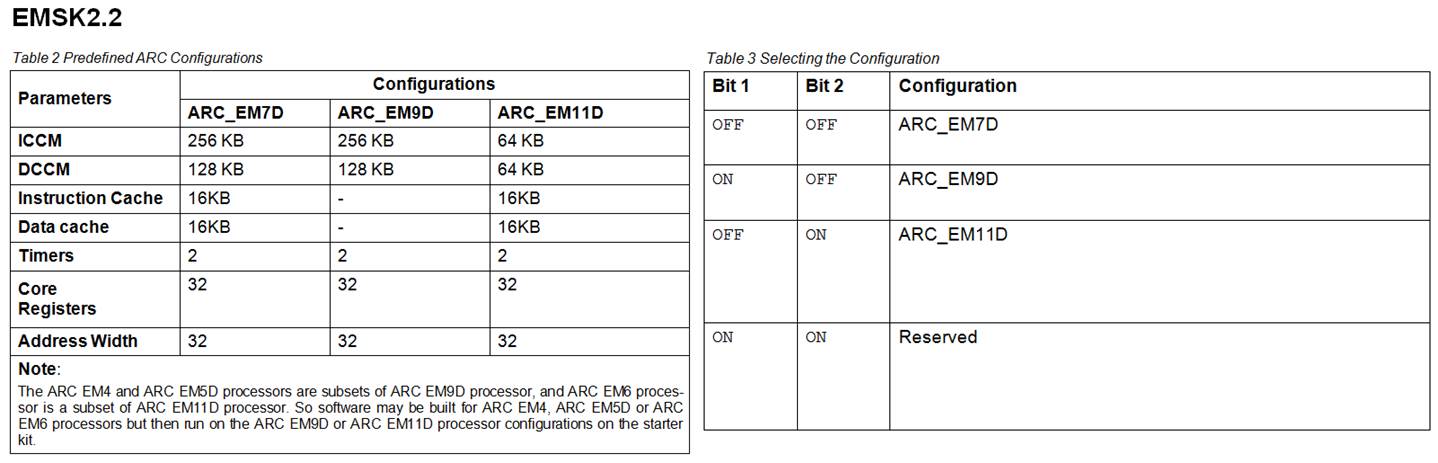 EMSK2.2
Table 2 Predefined ARC Configurations
Parameters Configurations
ARC_EM7D ARC_EM9D ARC_EM11D
ICCM 256 KB 256 KB 64 KB
DCCM 128 KB 128 KB 64 KB
Instruction Cache 16KB - 16KB
Data cache 16KB - 16KB
Timers 2 2 2
Core
Registers 32 32 32
Address Width 32 32 32
Note:
The ARC EM4 and ARC EM5D processors are subsets of ARC EM9D processor, and ARC EM6 proces-
sor is a subset of ARC EM11D processor. So software may be built for ARC EM4, ARC EM5D or ARC
EM6 processors but then run on the ARC EM9D or ARC EM11D processor configurations on the starter
kit.
Table 3 Selecting the Configuration
Bit 1 Bit 2 Configuration
OFF OFF ARC_EM7D
ON OFF ARC_EM9D
OFF ON ARC_EM11D
ON ON Reserved